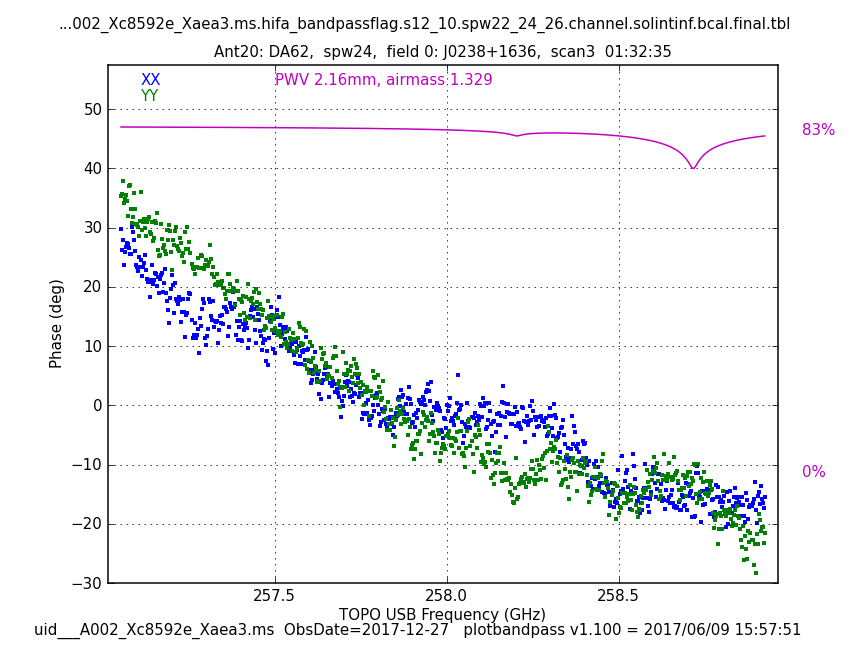 ...002_Xc8592e_Xaea3.ms.hifa_bandpassflag.s12_10.spw22_24_26.channel.solintinf.bcal.final.tbl
Ant20: DA62,  spw24,  field 0: J0238+1636,  scan3  01:32:35
XX
YY
PWV 2.16mm, airmass 1.329
83%
0%
50
40
30
20
10
0
−10
−20
−30
Phase (deg)
257.5
258.0
258.5
TOPO USB Frequency (GHz)
uid___A002_Xc8592e_Xaea3.ms  ObsDate=2017-12-27   plotbandpass v1.100 = 2017/06/09 15:57:51